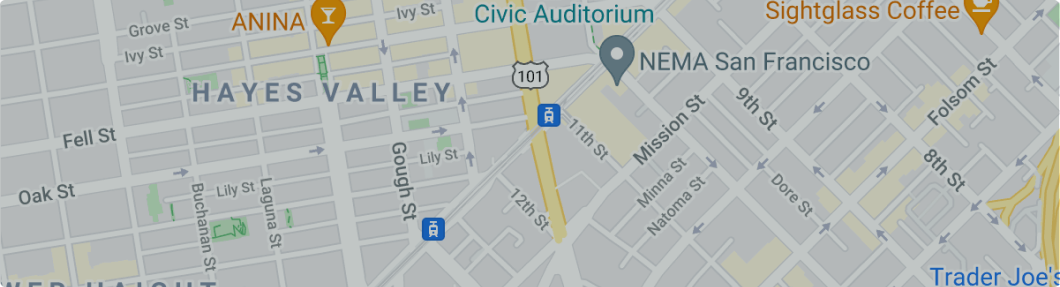 Grove St
ANINA
Ivy St
Civic Auditorium
Sightglass Coffee
Ivy St
NEMA San Francisco
HAYES VALLEY
101
Fell St
11th St
Mission St
9th St
Folsom St
Gough St
Lily St
Oak St
Buchanan St
Lily St
Laguna St
12th St
Minna St
Natoma St
Dore St
8th St
Trader Joe's
WER HAIGHT